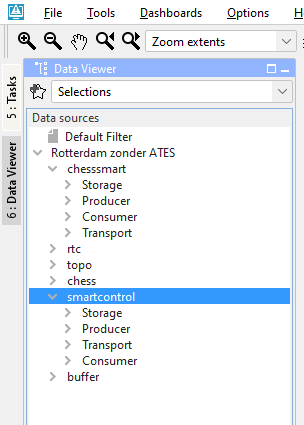 File Tools Dashboards Options H
Zoom extents
5 : Tasks
6 : Data Viewer
Data Viewer
Selections
Data sources
Default Filter
Rotterdam zonder ATES
chesssmart
Storage
Producer
Consumer
Transport
rtc
topo
chess
smartcontrol
Storage
Producer
Transport
Consumer
buffer